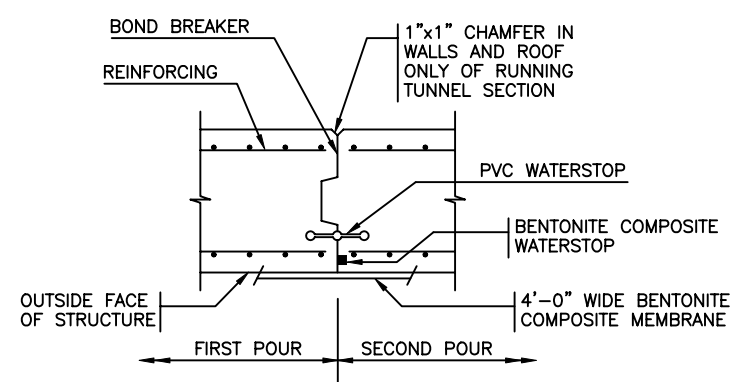 BOND BREAKER
REINFORCING
1"x1" CHAMFER IN
WALLS AND ROOF
ONLY OF RUNNING
TUNNEL SECTION
PVC WATERSTOP
BENTONITE COMPOSITE
WATERSTOP
OUTSIDE FACE
OF STRUCTURE
4'-0" WIDE BENTONITE
COMPOSITE MEMBRANE
FIRST POUR
SECOND POUR